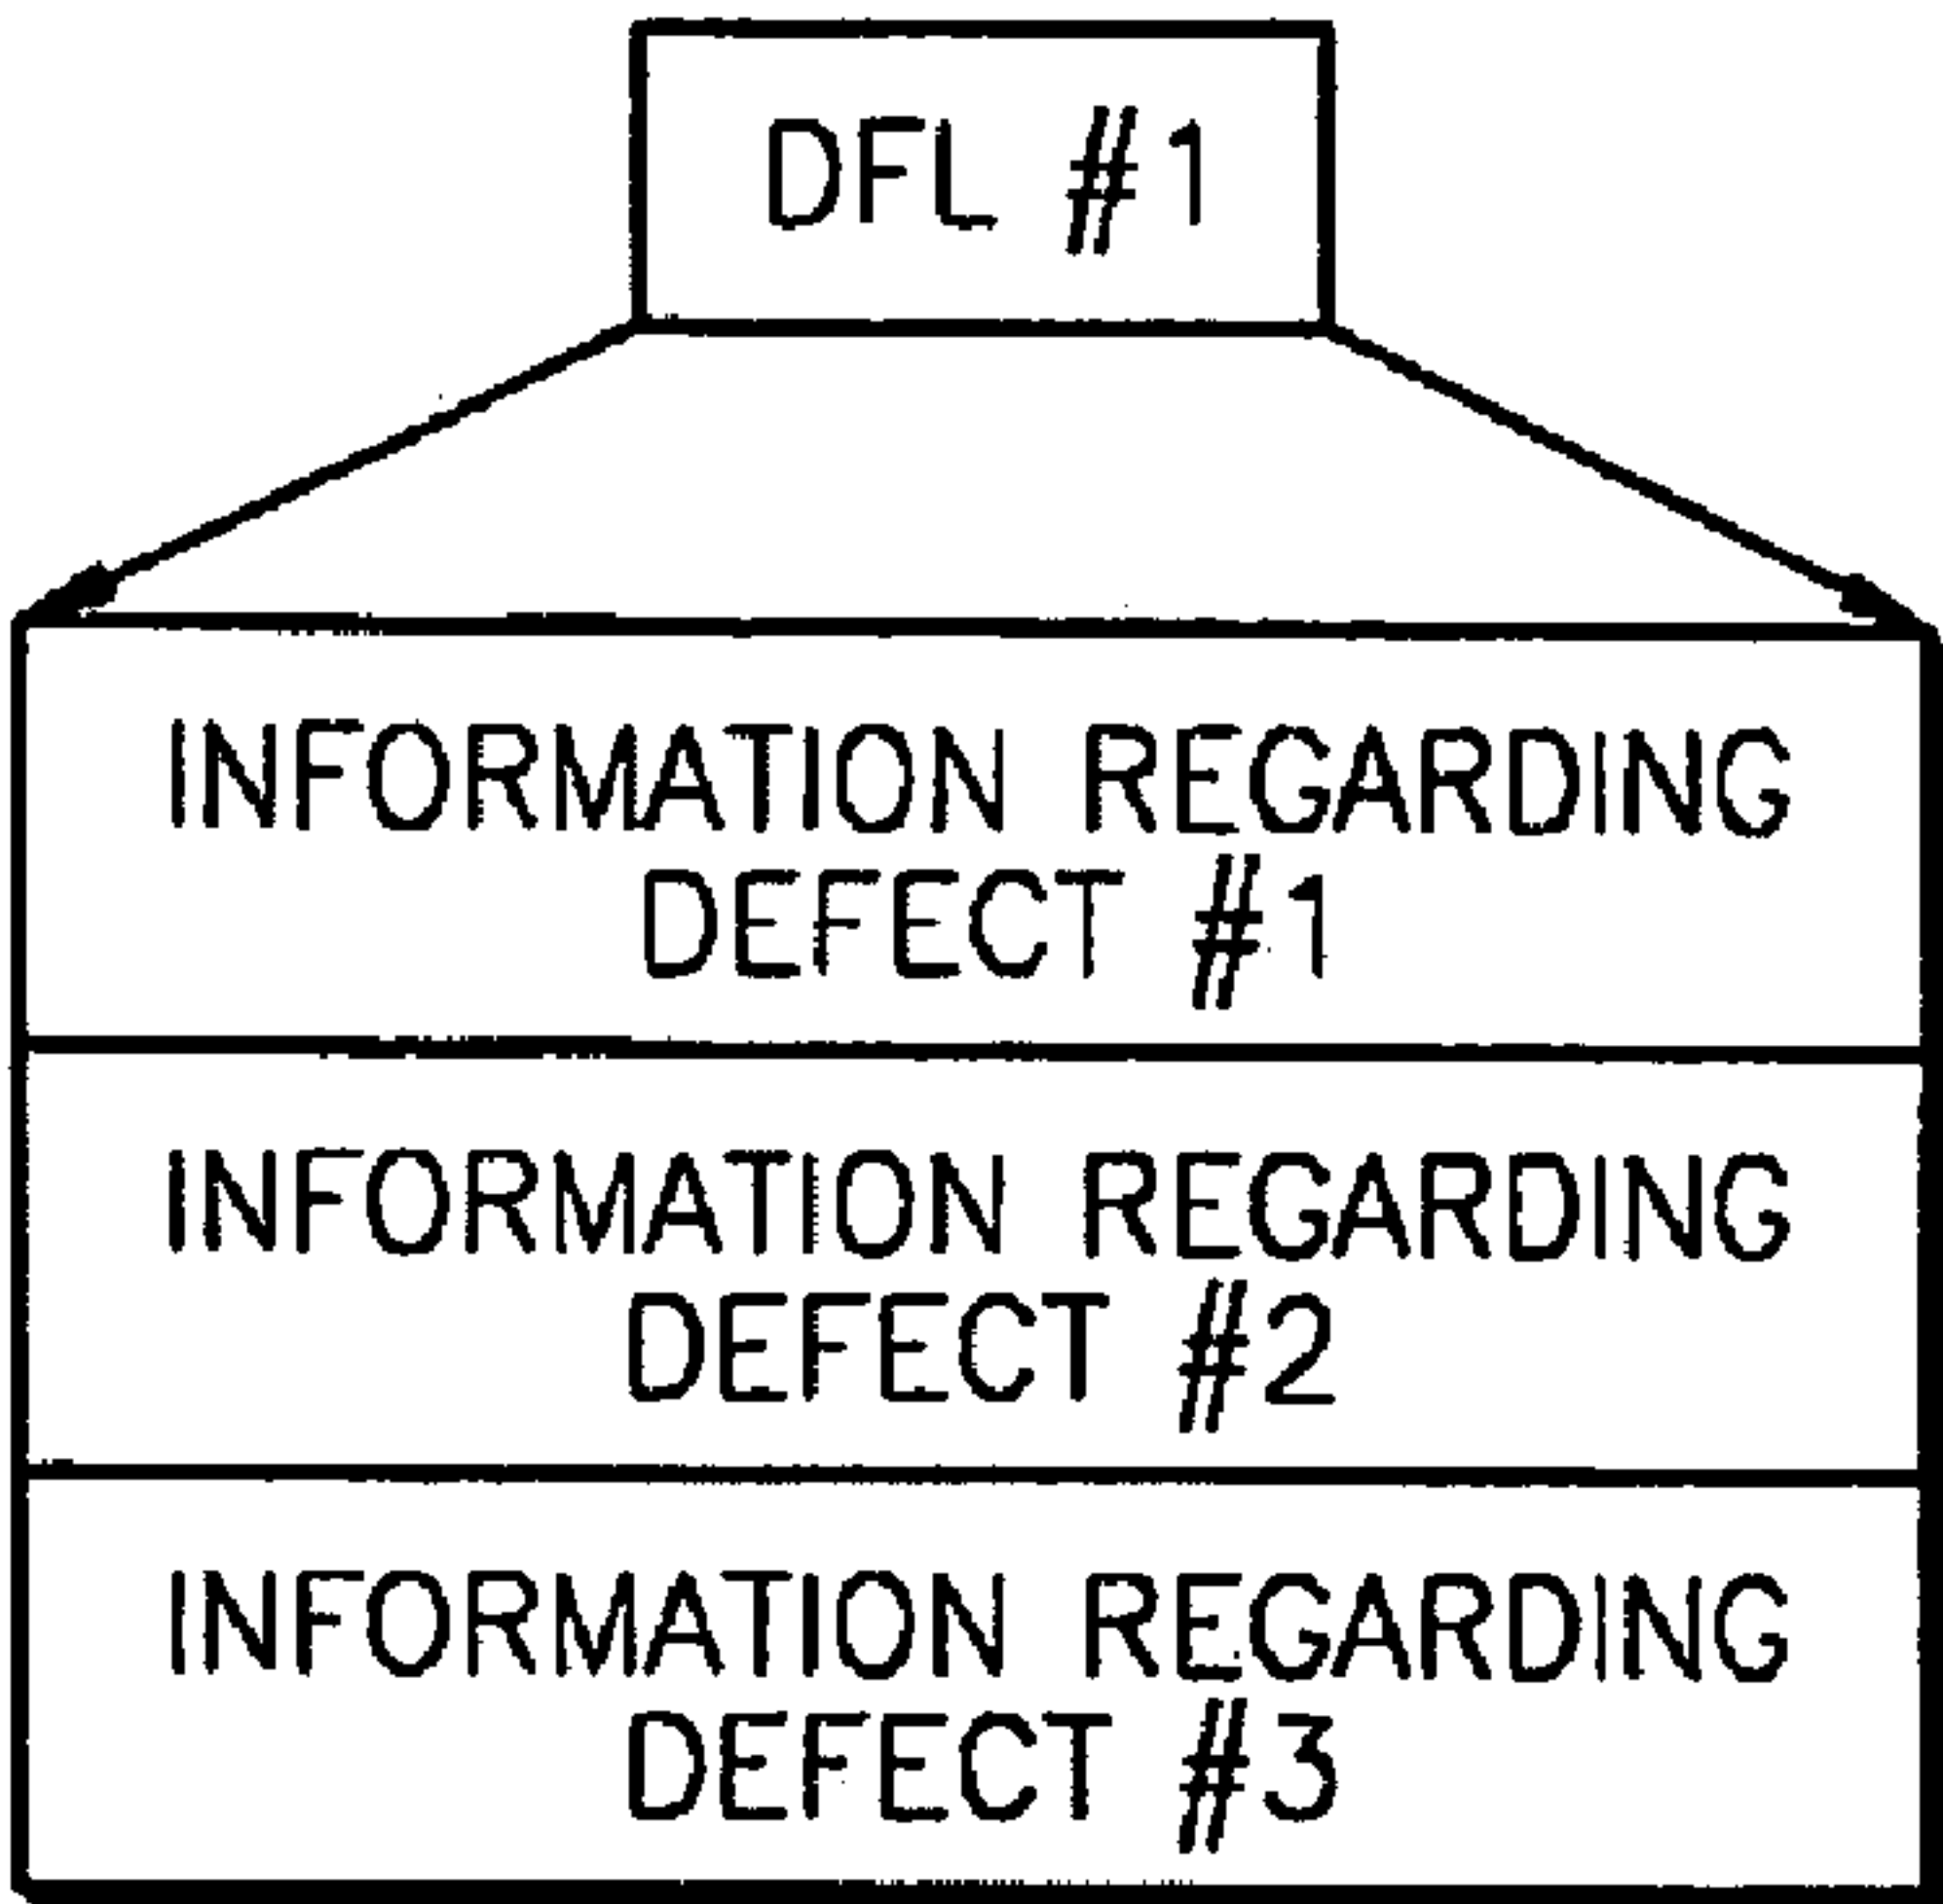 DFL #1
INFORMATION REGARDING
DEFECT #1
INFORMATION REGARDING
DEFECT #2
INFORMATION REGARDING
DEFECT #3